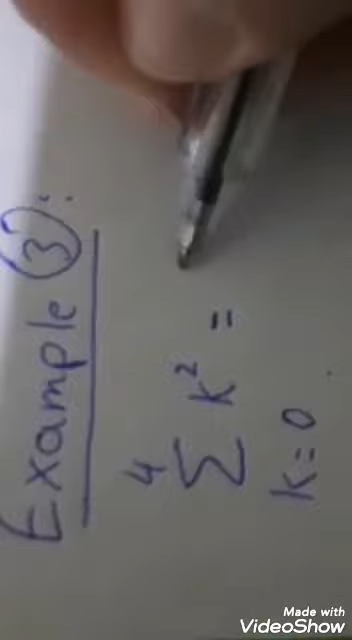 Example (3):
4
∑ k² =
k=0
Made with
VideoShow